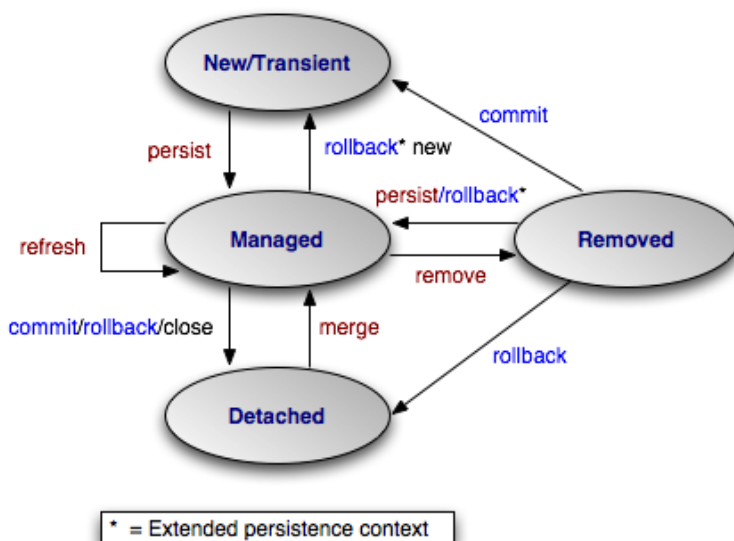 New/Transient
commit
persist
rollback* new
persist/rollback*
refresh
Managed
Removed
remove
commit/rollback/close
merge
rollback
Detached
* = Extended persistence context